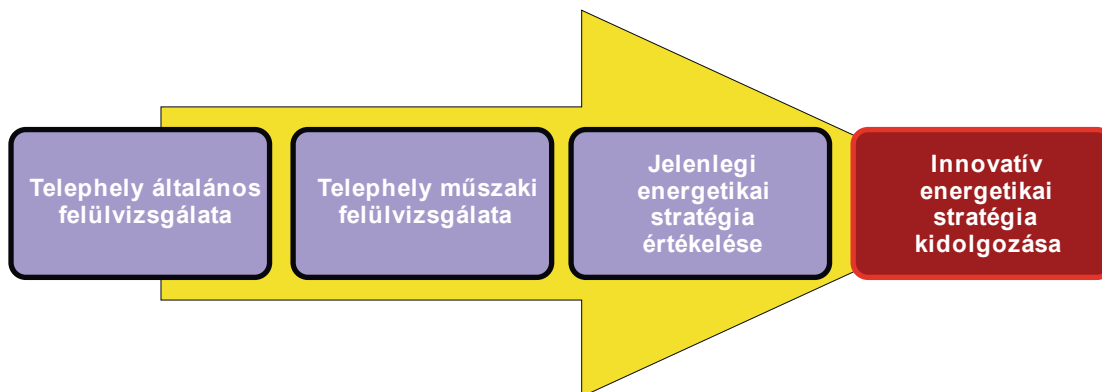 Telephely általános
felülvizsgálata
Telephely műszaki
felülvizsgálata
Jelenlegi
energetikai
stratégia
értékelése
Innovatív
energetikai
stratégia
kidolgozása